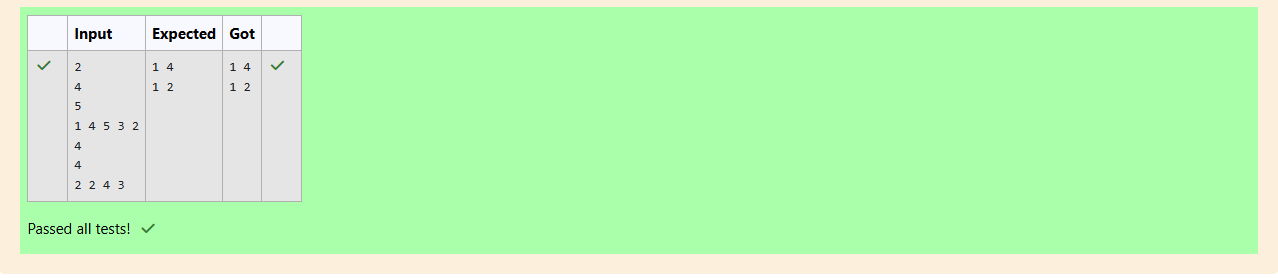 Input Expected Got
2 1 4 1 4
4 1 2 1 2
5
1 4 5 3 2
4
4
2 2 4 3
Passed all tests!